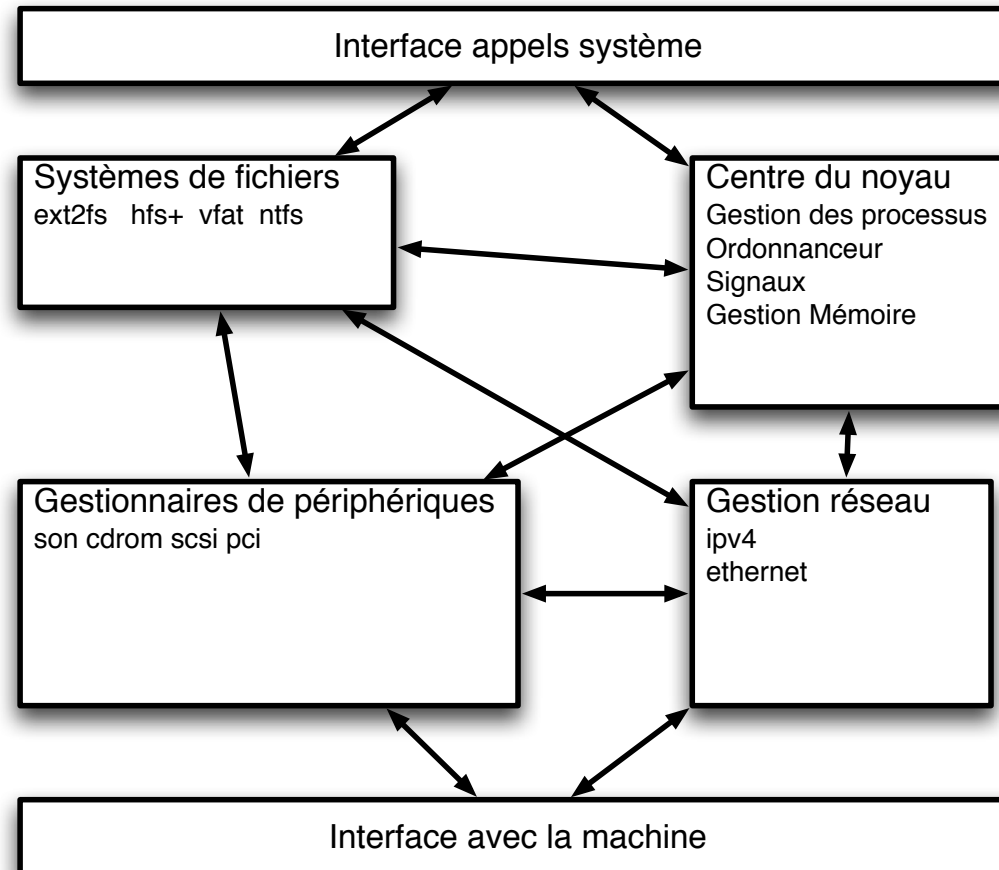 Interface appels système
Systèmes de fichiers
ext2fs hfs+ vfat ntfs
Centre du noyau
Gestion des processus
Ordonnanceur
Signaux
Gestion Mémoire
Gestionnaires de périphériques
son cdrom scsi pci
Gestion réseau
ipv4
ethernet
Interface avec la machine